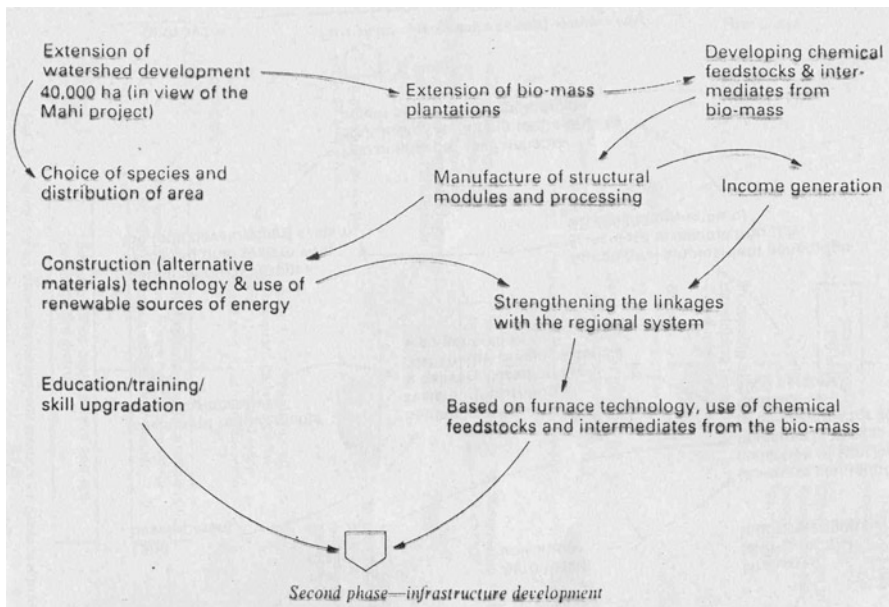 Extension of
watershed development
40,000 ha (in view of the
Mahi project)
Extension of bio-mass
plantations
Developing chemical
feedstocks & inter-
mediates from
bio-mass
Choice of species and
distribution of area
Manufacture of structural
modules and processing
Income generation
Construction (alternative
materials) technology & use of
renewable sources of energy
Strengthening the linkages
with the regional system
Education/training/
skill upgradation
Based on furnace technology, use of chemical
feedstocks and intermediates from the bio-mass
Second phase—infrastructure development